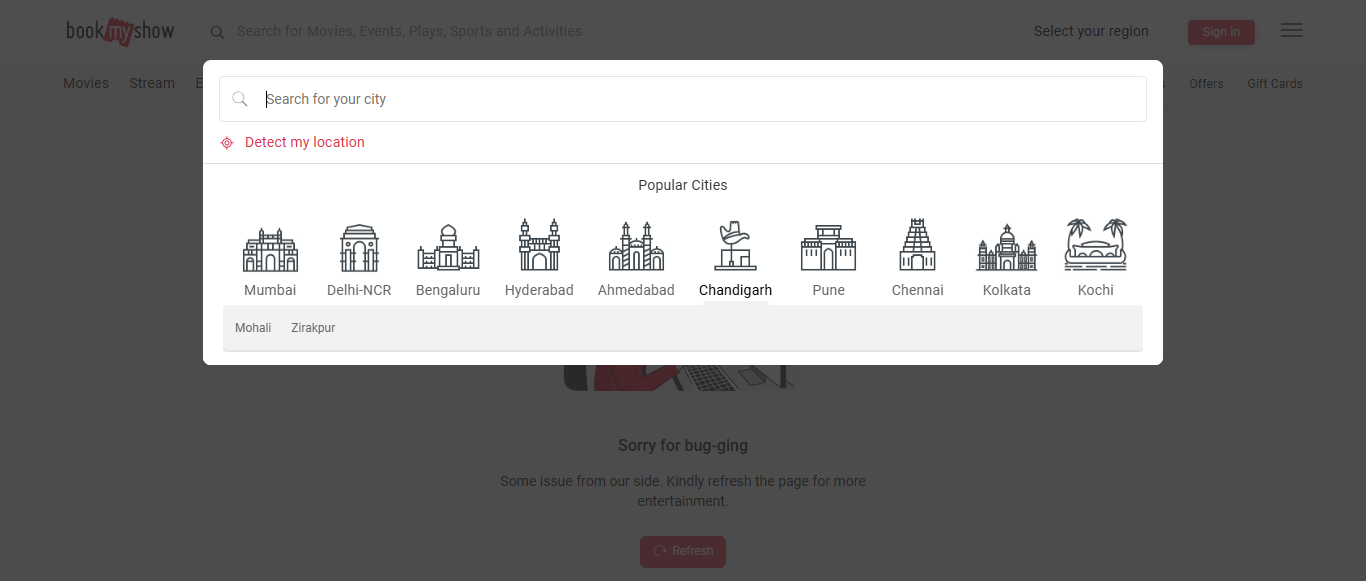 bookmyshow
Search for Movies, Events, Plays, Sports and Activities
Select your region
Sign in
Movies Stream
Offers Gift Cards
Search for your city
Detect my location
Popular Cities
Mumbai Delhi-NCR Bengaluru Hyderabad Ahmedabad Chandigarh Pune Chennai Kolkata Kochi
Mohali Zirakpur
Sorry for bug-ging
Some issue from our side. Kindly refresh the page for more
entertainment.
Refresh